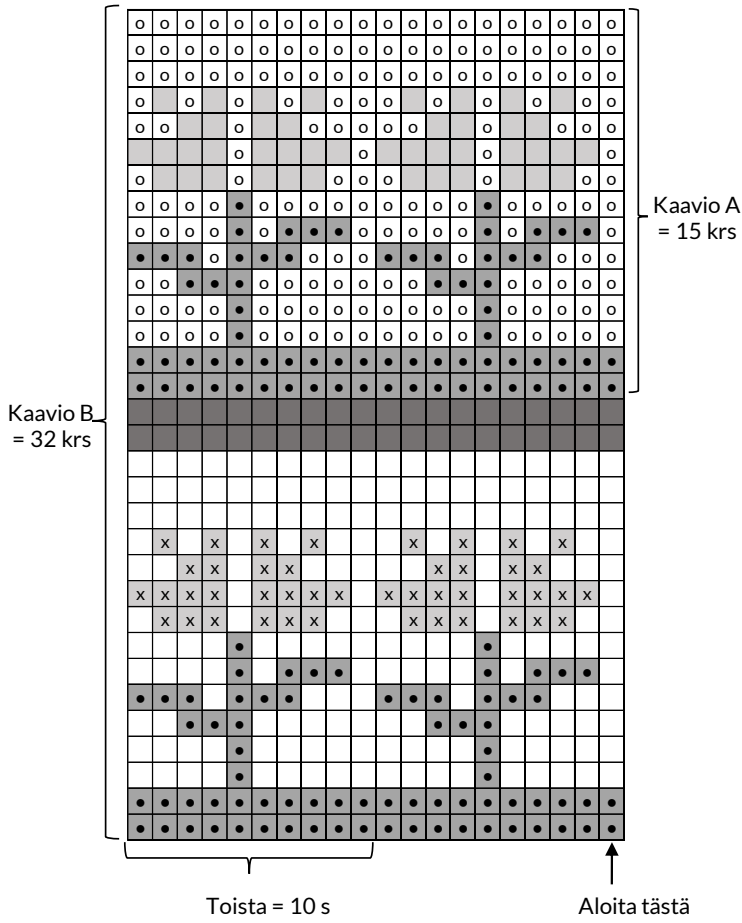 Kaavio A
= 15 krs
Kaavio B
= 32 krs
Toista = 10 s
Aloita tästä